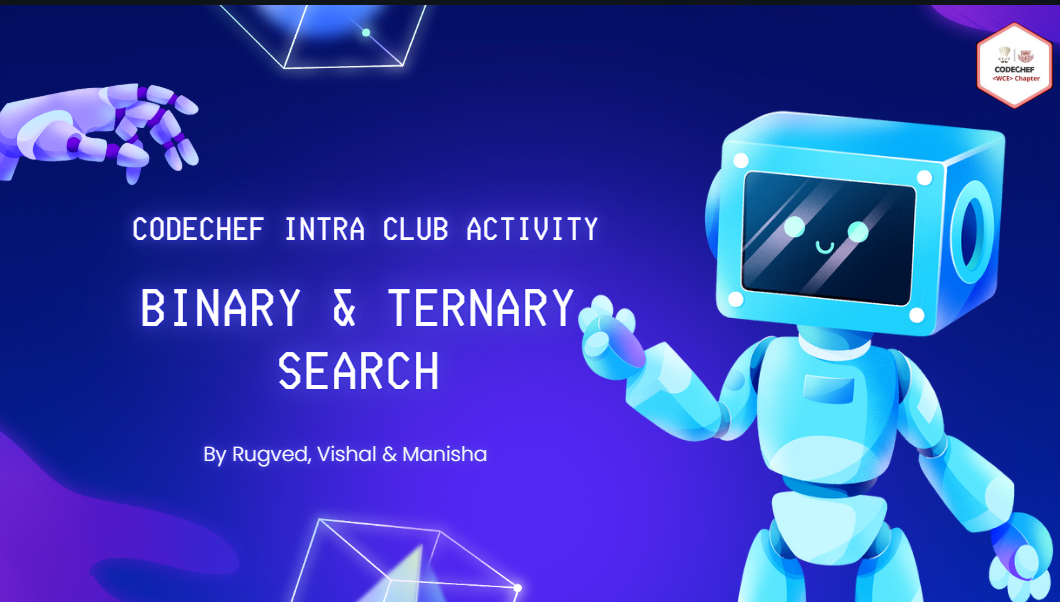 CODECHEF
<WCE> Chapter
CODECHEF INTRA CLUB ACTIVITY
BINARY & TERNARY
SEARCH
By Rugved, Vishal & Manisha